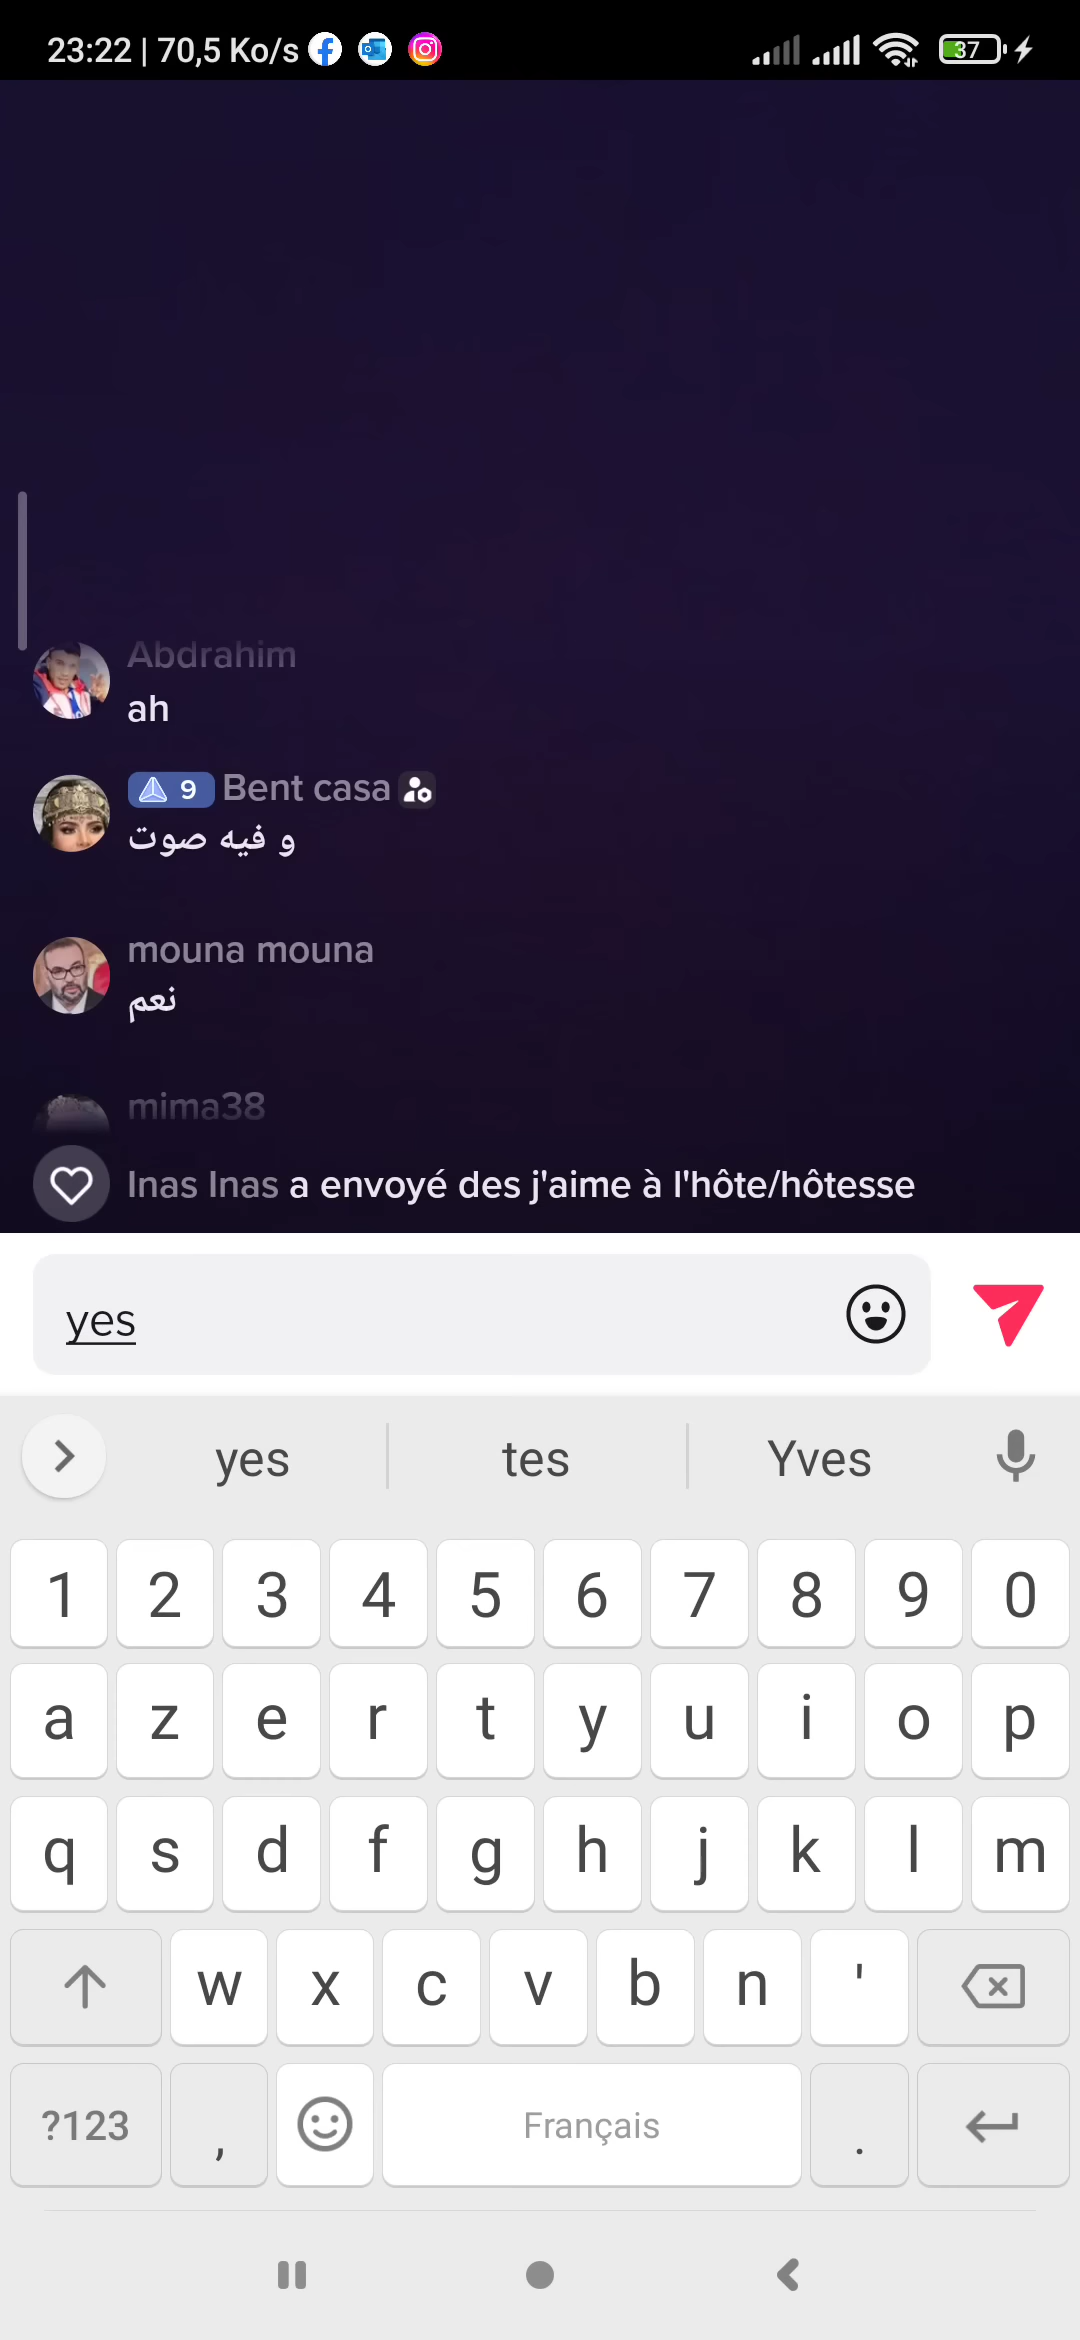 23:22 | 70,5 Ko/s
37
Abdrahim
ah
9 Bent casa
و فيه صوت
mouna mouna
نعم
mima38
Inas Inas a envoyé des j'aime à l'hôte/hôtesse
yes
yes tes Yves
1 2 3 4 5 6 7 8 9 0
a z e r t y u i o p
q s d f g h j k l m
w x c v b n '
?123 , Français .